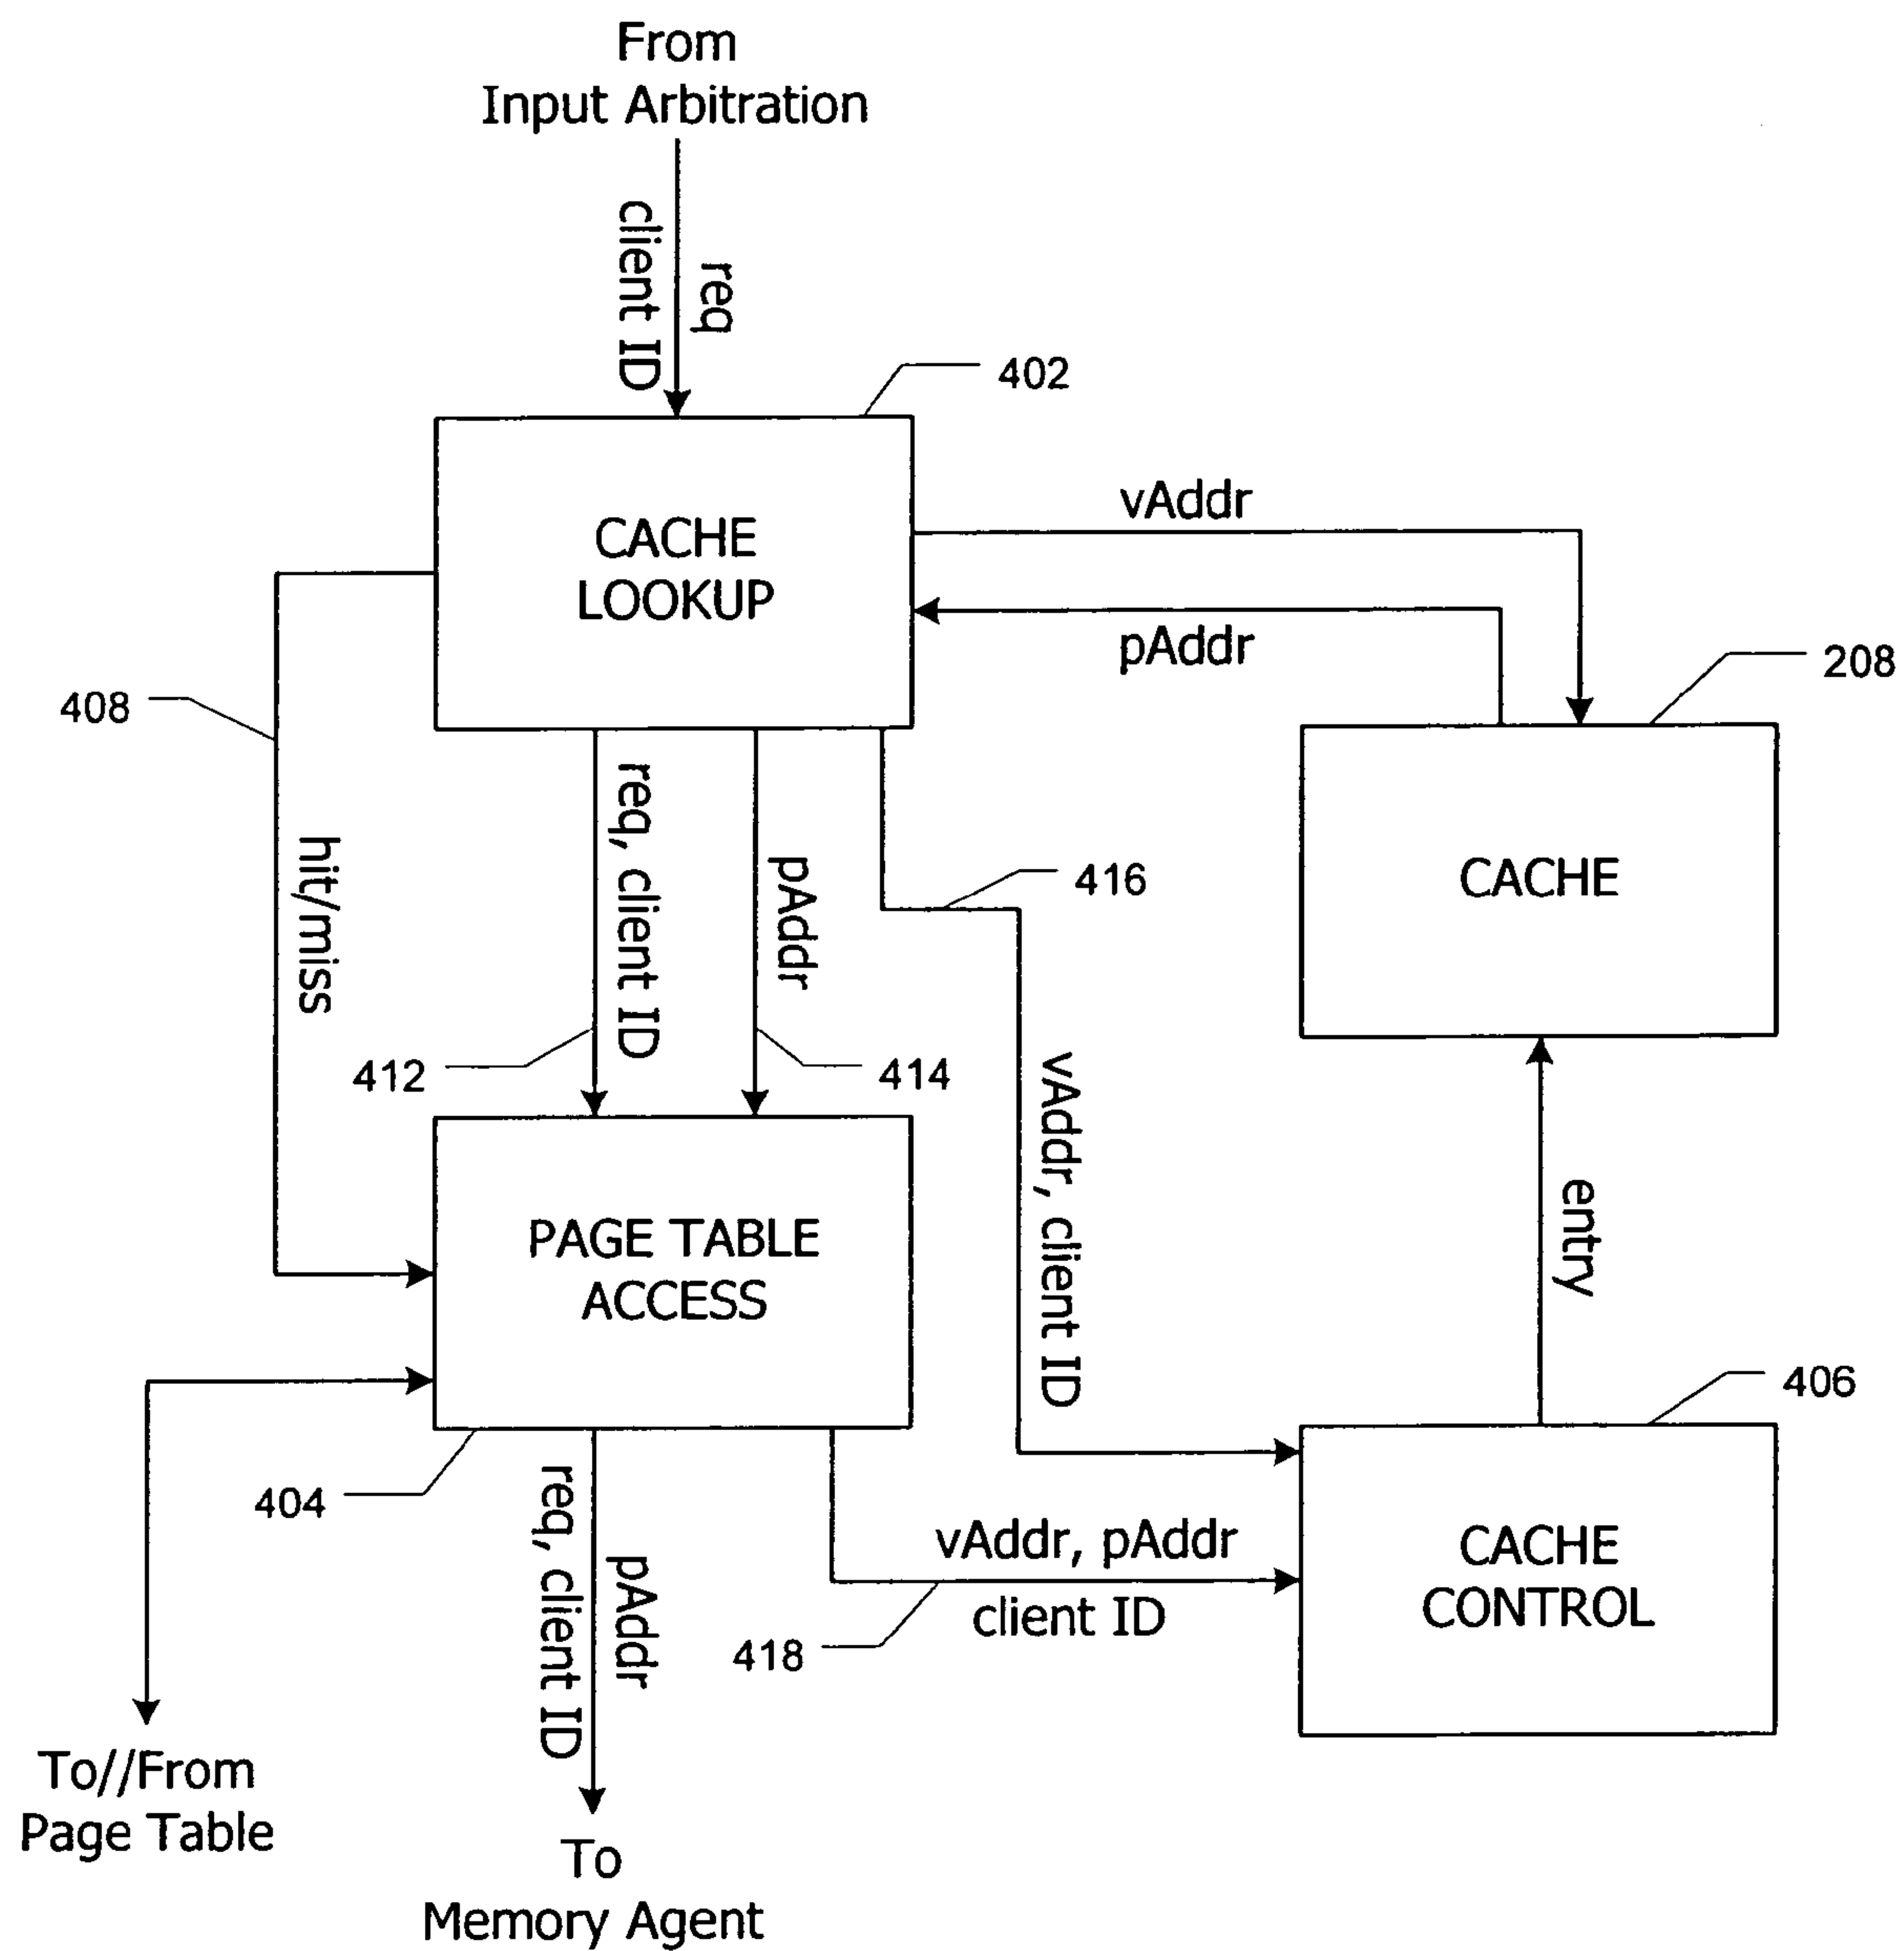 From
Input Arbitration
client ID
req
402
CACHE
LOOKUP
vAddr
pAddr
208
408
hit/miss
req, client ID
pAddr
416
CACHE
412
414
vAddr, client ID
entry
PAGE TABLE
ACCESS
406
404
req, client ID
pAddr
vAddr, pAddr
client ID
418
CACHE
CONTROL
To//From
Page Table
To
Memory Agent